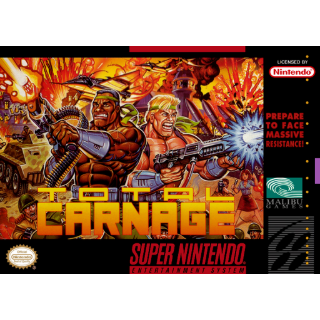 LICENSED BY
Nintendo
PREPARE
TO FACE
MASSIVE
RESISTANCE!
TOTAL
CARNAGE
MALIBU
GAMES
SUPER NINTENDO
ENTERTAINMENT SYSTEM